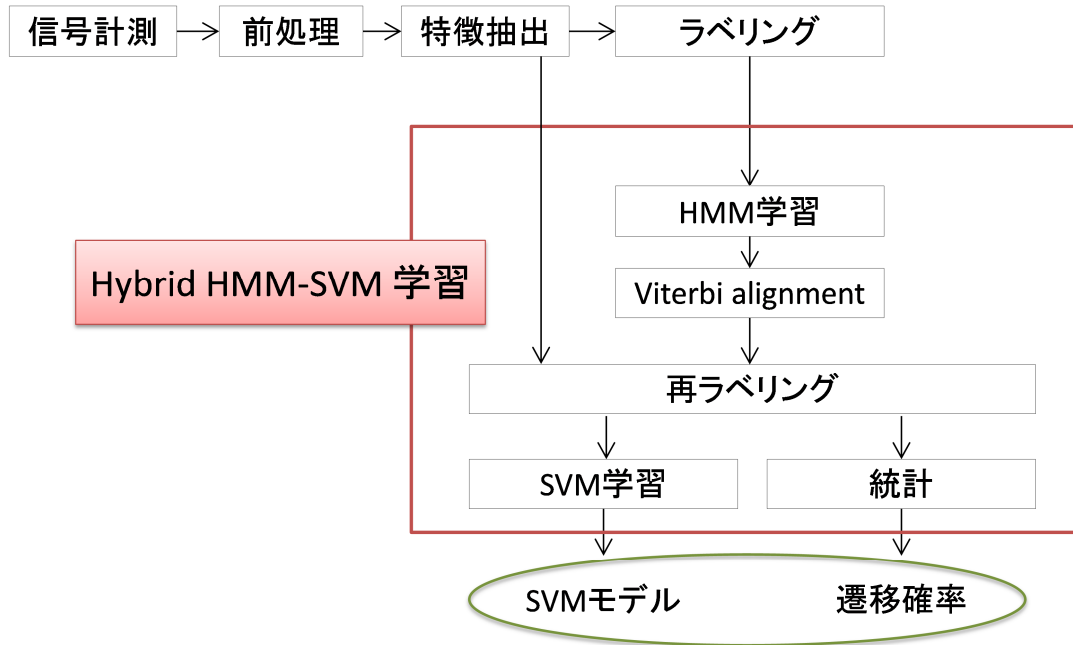 信号計測
前処理
特徴抽出
ラベリング
HMM学習
Hybrid HMM-SVM 学習
Viterbi alignment
再ラベリング
SVM学習
統計
SVMモデル
遷移確率